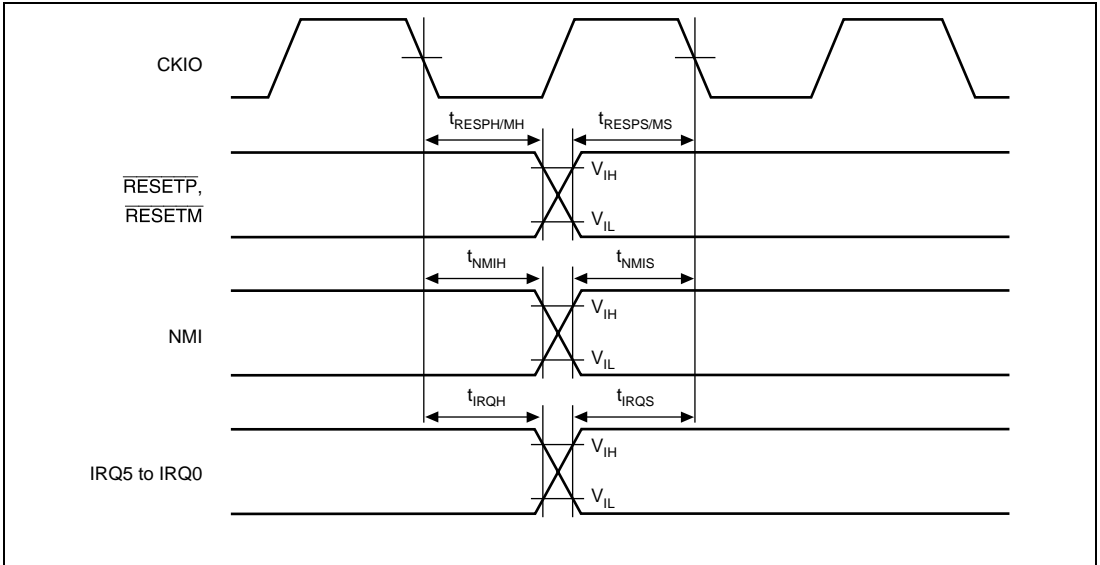 CKIO
tRESPH/MH tRESPS/MS
RESETP,
RESETM
VIH
VIL
tNMIH tNMIS
NMI
VIH
VIL
tIRQH tIRQS
IRQ5 to IRQ0
VIH
VIL